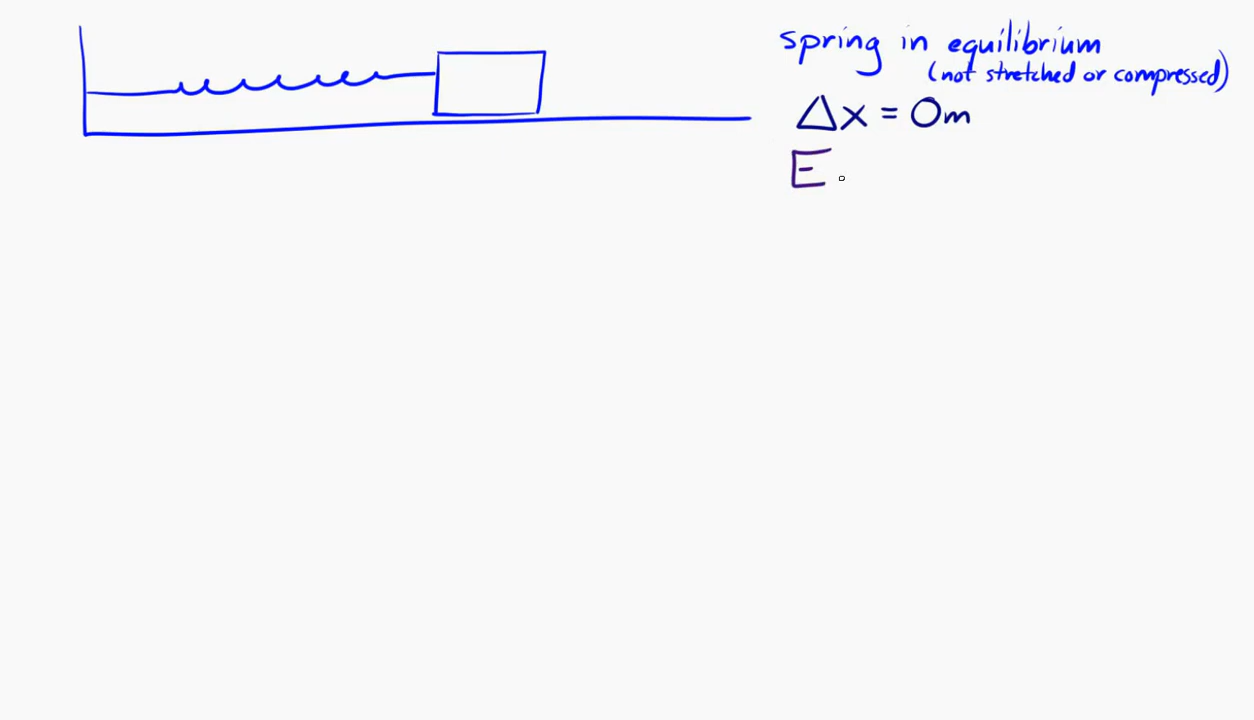 spring in equilibrium
(not stretched or compressed)
Δx = 0m
E